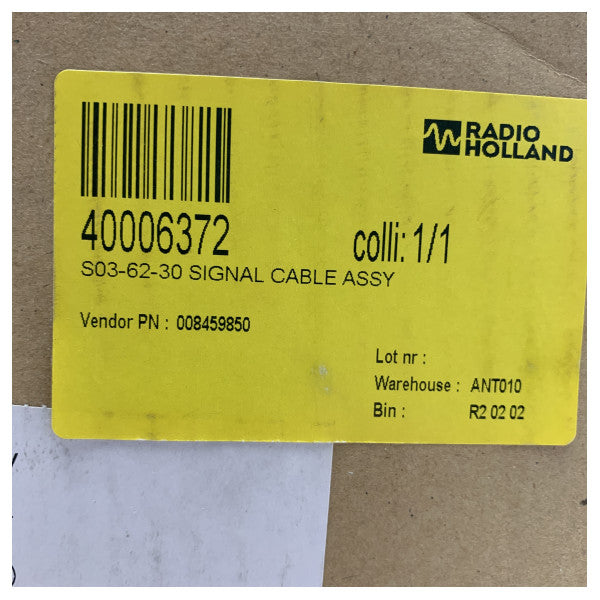 RADIO
HOLLAND
40006372 colli: 1/1
S03-62-30 SIGNAL CABLE ASSY
Vendor PN : 008459850
Lot nr :
Warehouse : ANT010
Bin : R2 02 02